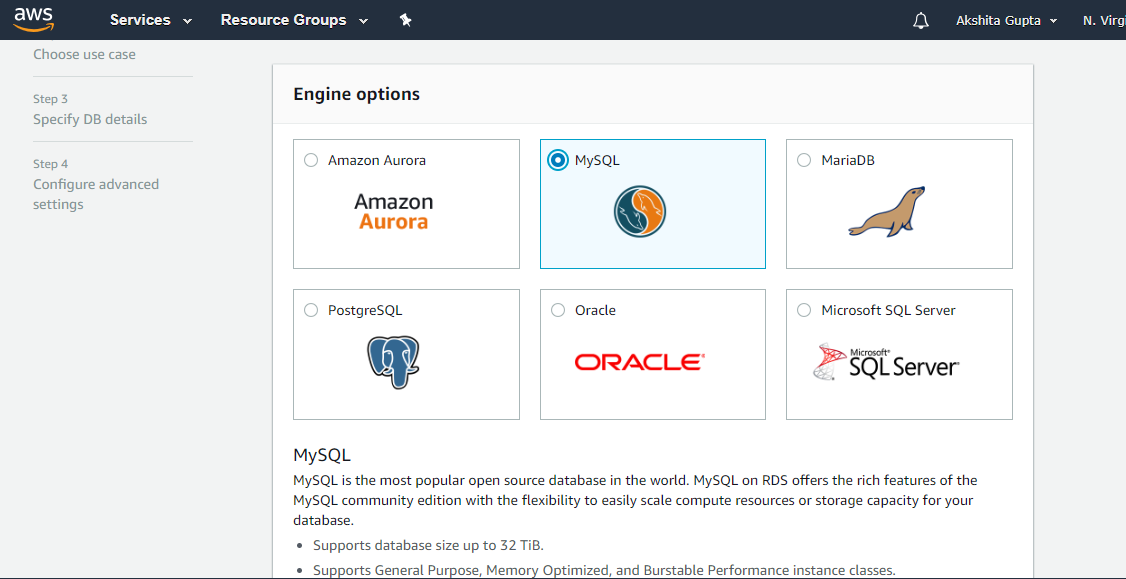 aws
Services
Resource Groups
Akshita Gupta
N. Virg
Choose use case
Step 3
Specify DB details
Step 4
Configure advanced
settings
Engine options
Amazon Aurora
Amazon
Aurora
MySQL
MariaDB
PostgreSQL
Oracle
ORACLE
Microsoft SQL Server
Microsoft
SQL Server
MySQL
MySQL is the most popular open source database in the world. MySQL on RDS offers the rich features of the
MySQL community edition with the flexibility to easily scale compute resources or storage capacity for your
database.
• Supports database size up to 32 TiB.
• Supports General Purpose, Memory Optimized, and Burstable Performance instance classes.